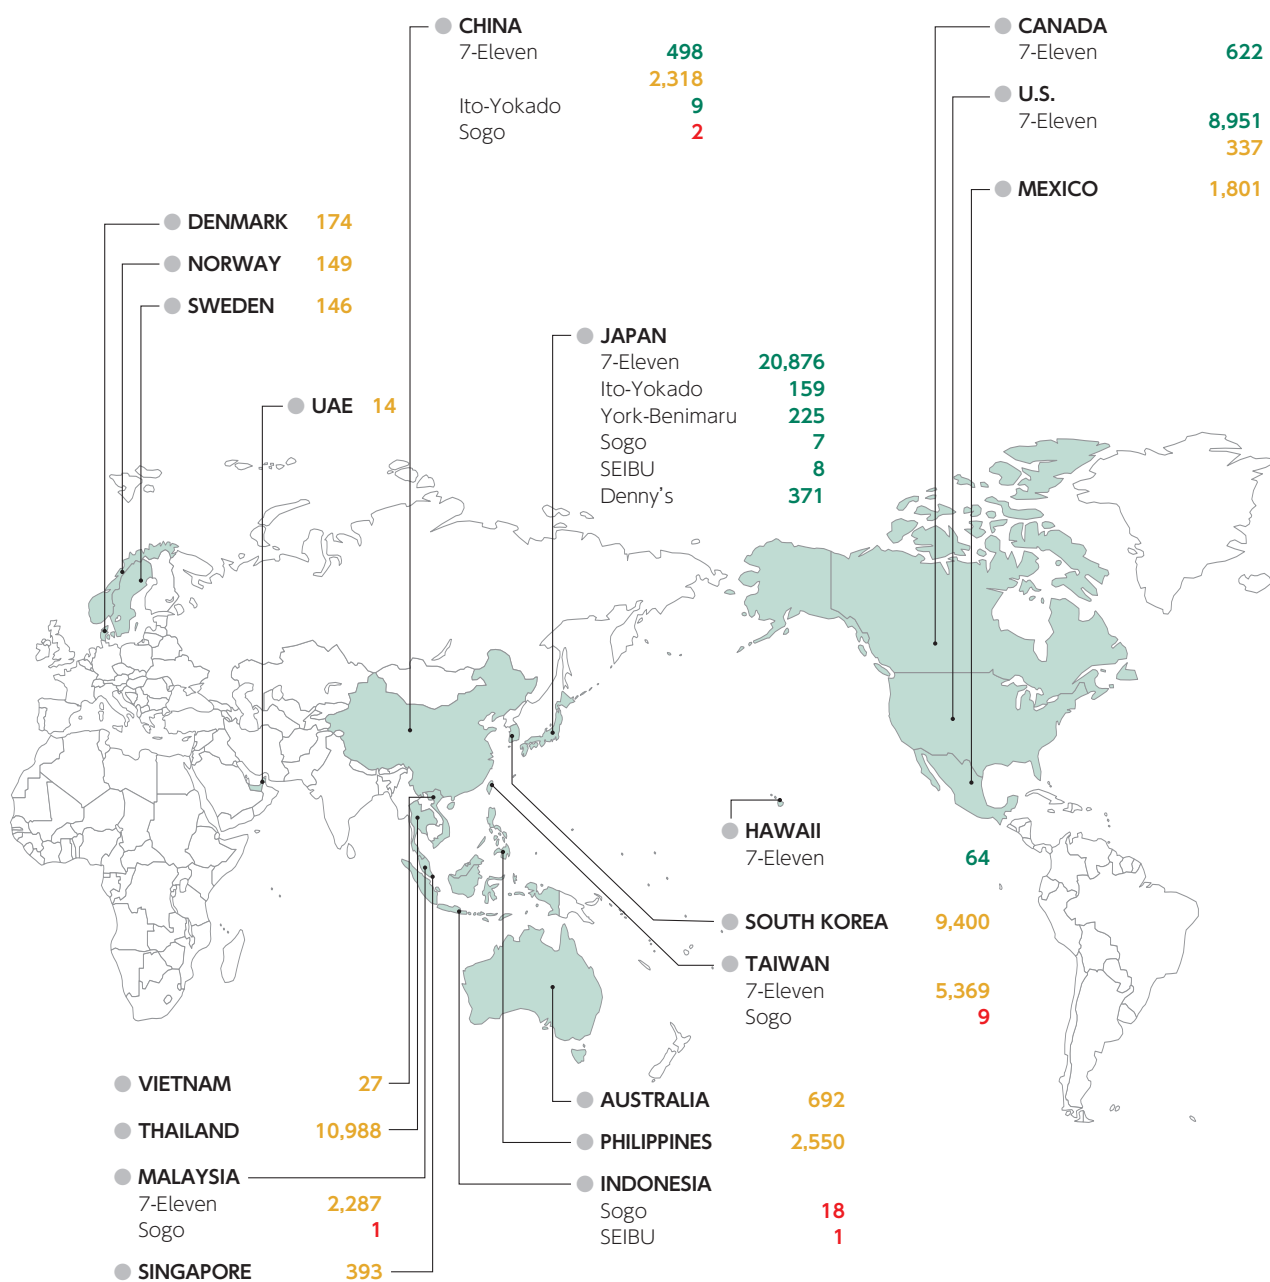 CHINA
7-Eleven 498
2,318
Ito-Yokado 9
Sogo 2
CANADA
7-Eleven 622
U.S.
7-Eleven 8,951
337
MEXICO 1,801
DENMARK 174
NORWAY 149
SWEDEN 146
UAE 14
JAPAN
7-Eleven 20,876
Ito-Yokado 159
York-Benimaru 225
Sogo 7
SEIBU 8
Denny's 371
HAWAII
7-Eleven 64
SOUTH KOREA 9,400
TAIWAN
7-Eleven 5,369
Sogo 9
VIETNAM 27
THAILAND 10,988
MALAYSIA
7-Eleven 2,287
Sogo 1
SINGAPORE 393
AUSTRALIA 692
PHILIPPINES 2,550
INDONESIA
Sogo 18
SEIBU 1